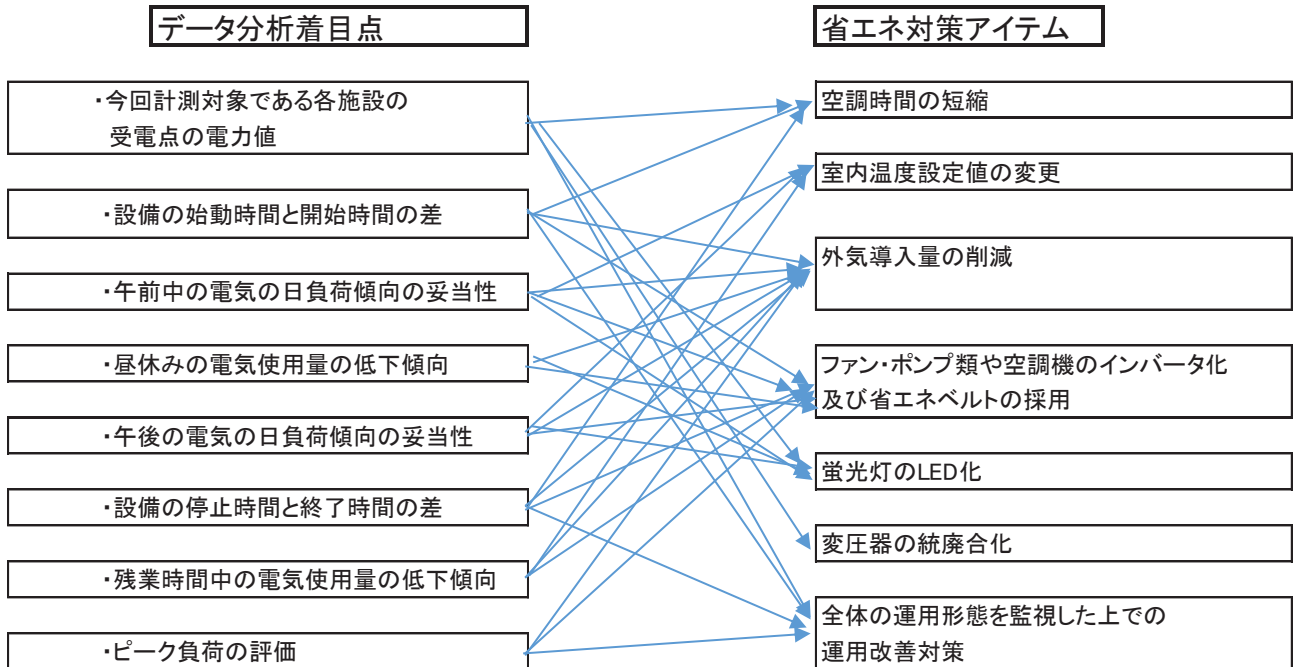 データ分析着目点
・今回計測対象である各施設の
受電点の電力値
・設備の始動時間と開始時間の差
・午前中の電気の日負荷傾向の妥当性
・昼休みの電気使用量の低下傾向
・午後の電気の日負荷傾向の妥当性
・設備の停止時間と終了時間の差
・残業時間中の電気使用量の低下傾向
・ピーク負荷の評価
省エネ対策アイテム
空調時間の短縮
室内温度設定値の変更
外気導入量の削減
ファン・ポンプ類や空調機のインバータ化
及び省エネベルトの採用
蛍光灯のLED化
変圧器の統廃合化
全体の運用形態を監視した上での
運用改善対策